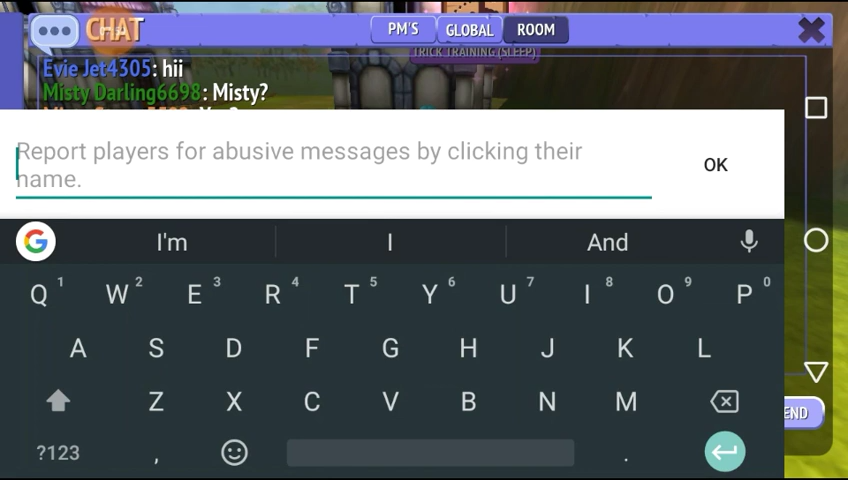 CHAT
PM'S GLOBAL ROOM
TRICK TRAINING (SLEEP)
Evie Jet4305: hii
Misty Darling6698: Misty?
Report players for abusive messages by clicking their
name.
OK
G I'm I And
Q 1 W 2 E 3 R 4 T 5 Y 6 U 7 I 8 O 9 P 0
A S D F G H J K L
Z X C V B N M
END
?123 , .